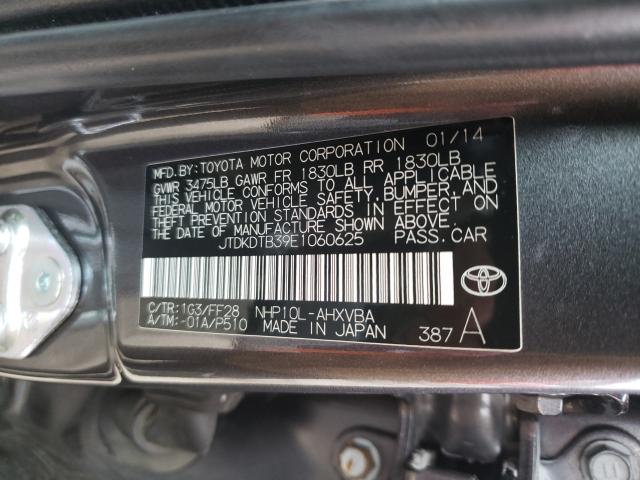 MFD.BY:TOYOTA MOTOR CORPORATION 01/14
GVWR 3475LB GAWR FR 1830LB RR 1830LB
THIS VEHICLE CONFORMS TO ALL APPLICABLE
FEDERAL MOTOR VEHICLE SAFETY, BUMPER, AND
THEFT PREVENTION STANDARDS IN EFFECT ON
THE DATE OF MANUFACTURE SHOWN ABOVE.
JTDKDTB39E1060625 PASS.CAR
C/TR:1G3/FF28 NHP10L-AHXVBA
A/TM:-01A/P510 MADE IN JAPAN 387 A